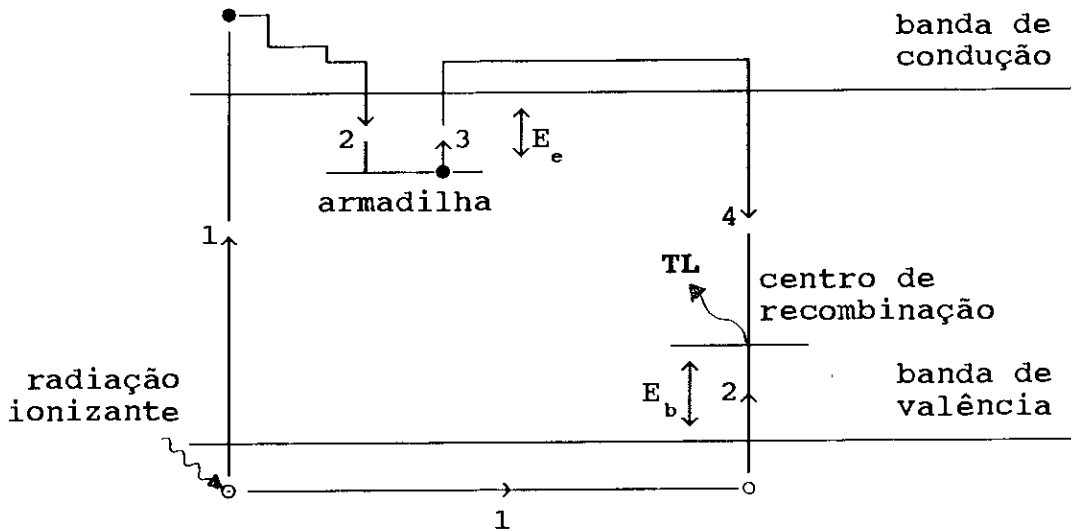 banda de
condução
2
3
E_e
armadilha
1
4
TL
centro de
recombinação
radiação
ionizante
E_b
2
banda de
valência
1